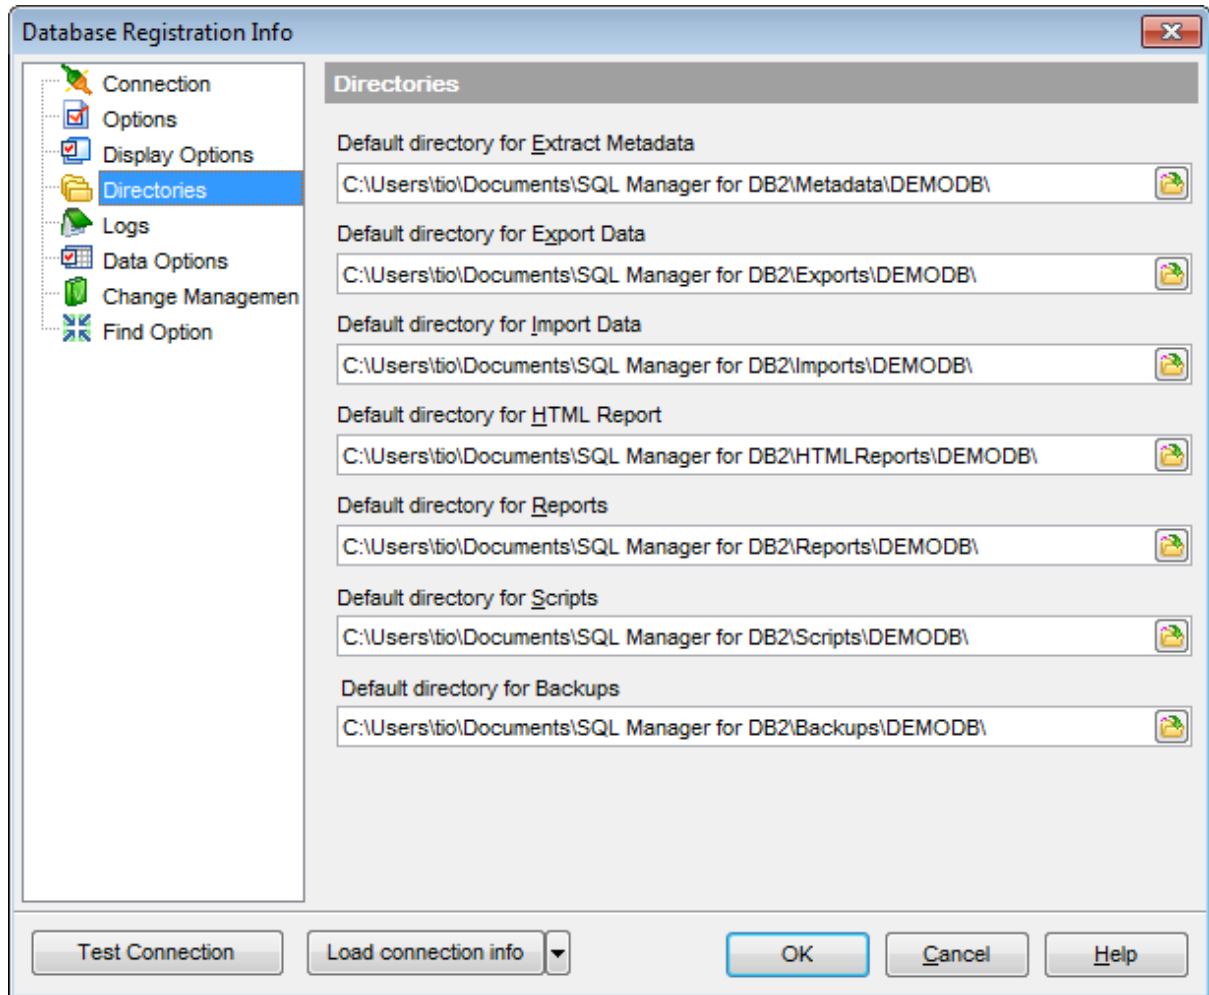 Database Registration Info
Connection
Options
Display Options
Directories
Logs
Data Options
Change Managemen
Find Option
Directories
Default directory for Extract Metadata
C:\Users\tio\Documents\SQL Manager for DB2\Metadata\DEMODB\
Default directory for Export Data
C:\Users\tio\Documents\SQL Manager for DB2\Exports\DEMODB\
Default directory for Import Data
C:\Users\tio\Documents\SQL Manager for DB2\Imports\DEMODB\
Default directory for HTML Report
C:\Users\tio\Documents\SQL Manager for DB2\HTMLReports\DEMODB\
Default directory for Reports
C:\Users\tio\Documents\SQL Manager for DB2\Reports\DEMODB\
Default directory for Scripts
C:\Users\tio\Documents\SQL Manager for DB2\Scripts\DEMODB\
Default directory for Backups
C:\Users\tio\Documents\SQL Manager for DB2\Backups\DEMODB\
Test Connection Load connection info OK Cancel Help